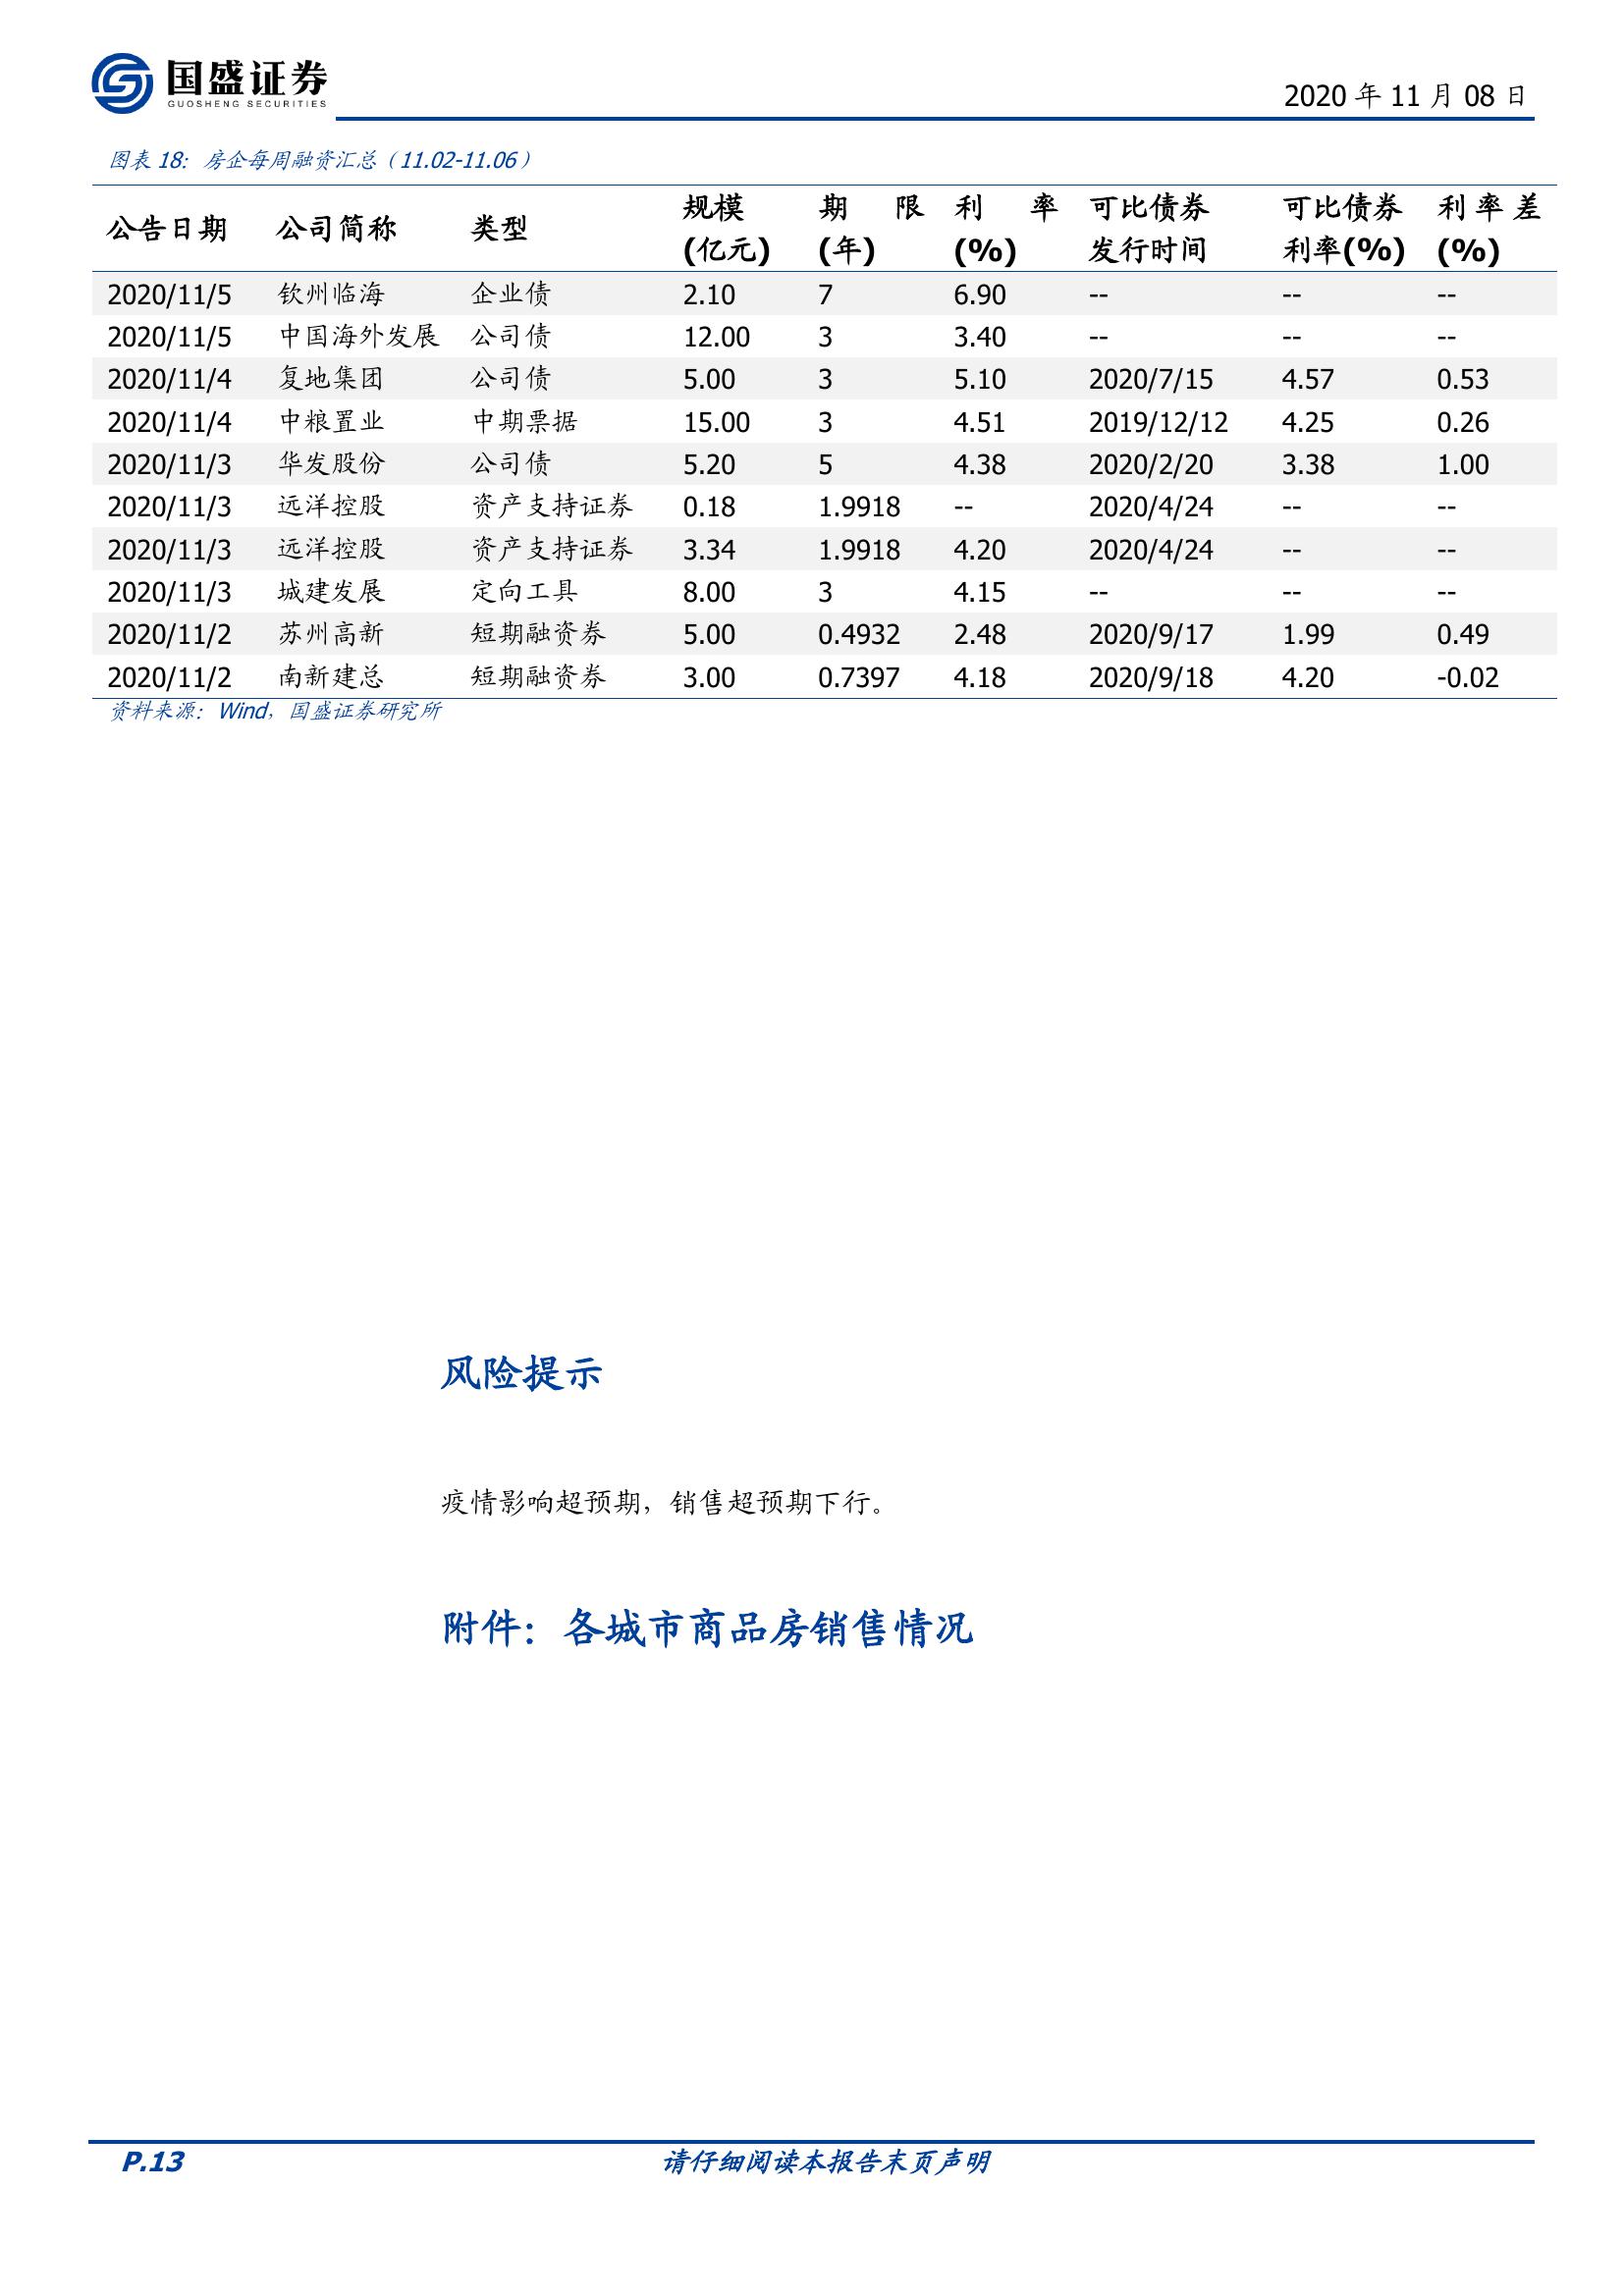 国盛证券
GUOSHENG SECURITIES
2020 年 11 月 08 日
图表 18：房企每周融资汇总（11.02-11.06）
公告日期 公司简称 类型 规模(亿元) 期限(年) 利率(%) 可比债券发行时间 可比债券利率(%) 利率差(%)
2020/11/5 钦州临海 企业债 2.10 7 6.90 -- -- --
2020/11/5 中国海外发展 公司债 12.00 3 3.40 -- -- --
2020/11/4 复地集团 公司债 5.00 3 5.10 2020/7/15 4.57 0.53
2020/11/4 中粮置业 中期票据 15.00 3 4.51 2019/12/12 4.25 0.26
2020/11/3 华发股份 公司债 5.20 5 4.38 2020/2/20 3.38 1.00
2020/11/3 远洋控股 资产支持证券 0.18 1.9918 -- 2020/4/24 -- --
2020/11/3 远洋控股 资产支持证券 3.34 1.9918 4.20 2020/4/24 -- --
2020/11/3 城建发展 定向工具 8.00 3 4.15 -- -- --
2020/11/2 苏州高新 短期融资券 5.00 0.4932 2.48 2020/9/17 1.99 0.49
2020/11/2 南新建总 短期融资券 3.00 0.7397 4.18 2020/9/18 4.20 -0.02
资料来源：Wind，国盛证券研究所
风险提示
疫情影响超预期，销售超预期下行。
附件：各城市商品房销售情况
P.13 请仔细阅读本报告末页声明